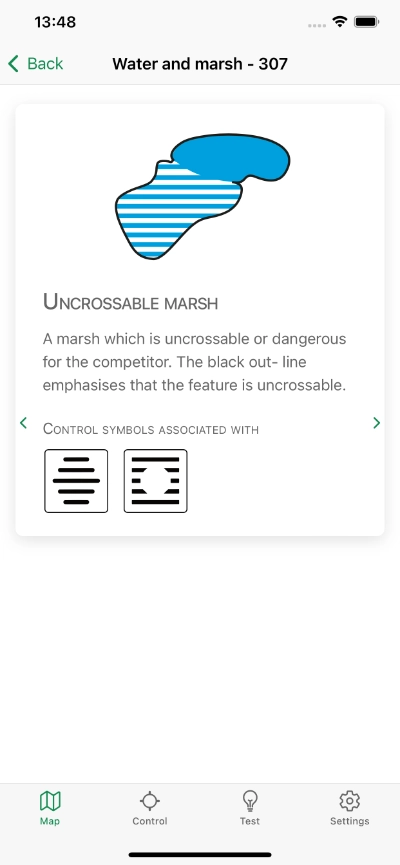 13:48
Back
Water and marsh - 307
Uncrossable marsh
A marsh which is uncrossable or dangerous
for the competitor. The black out- line
emphasises that the feature is uncrossable.
Control symbols associated with
Map
Control
Test
Settings